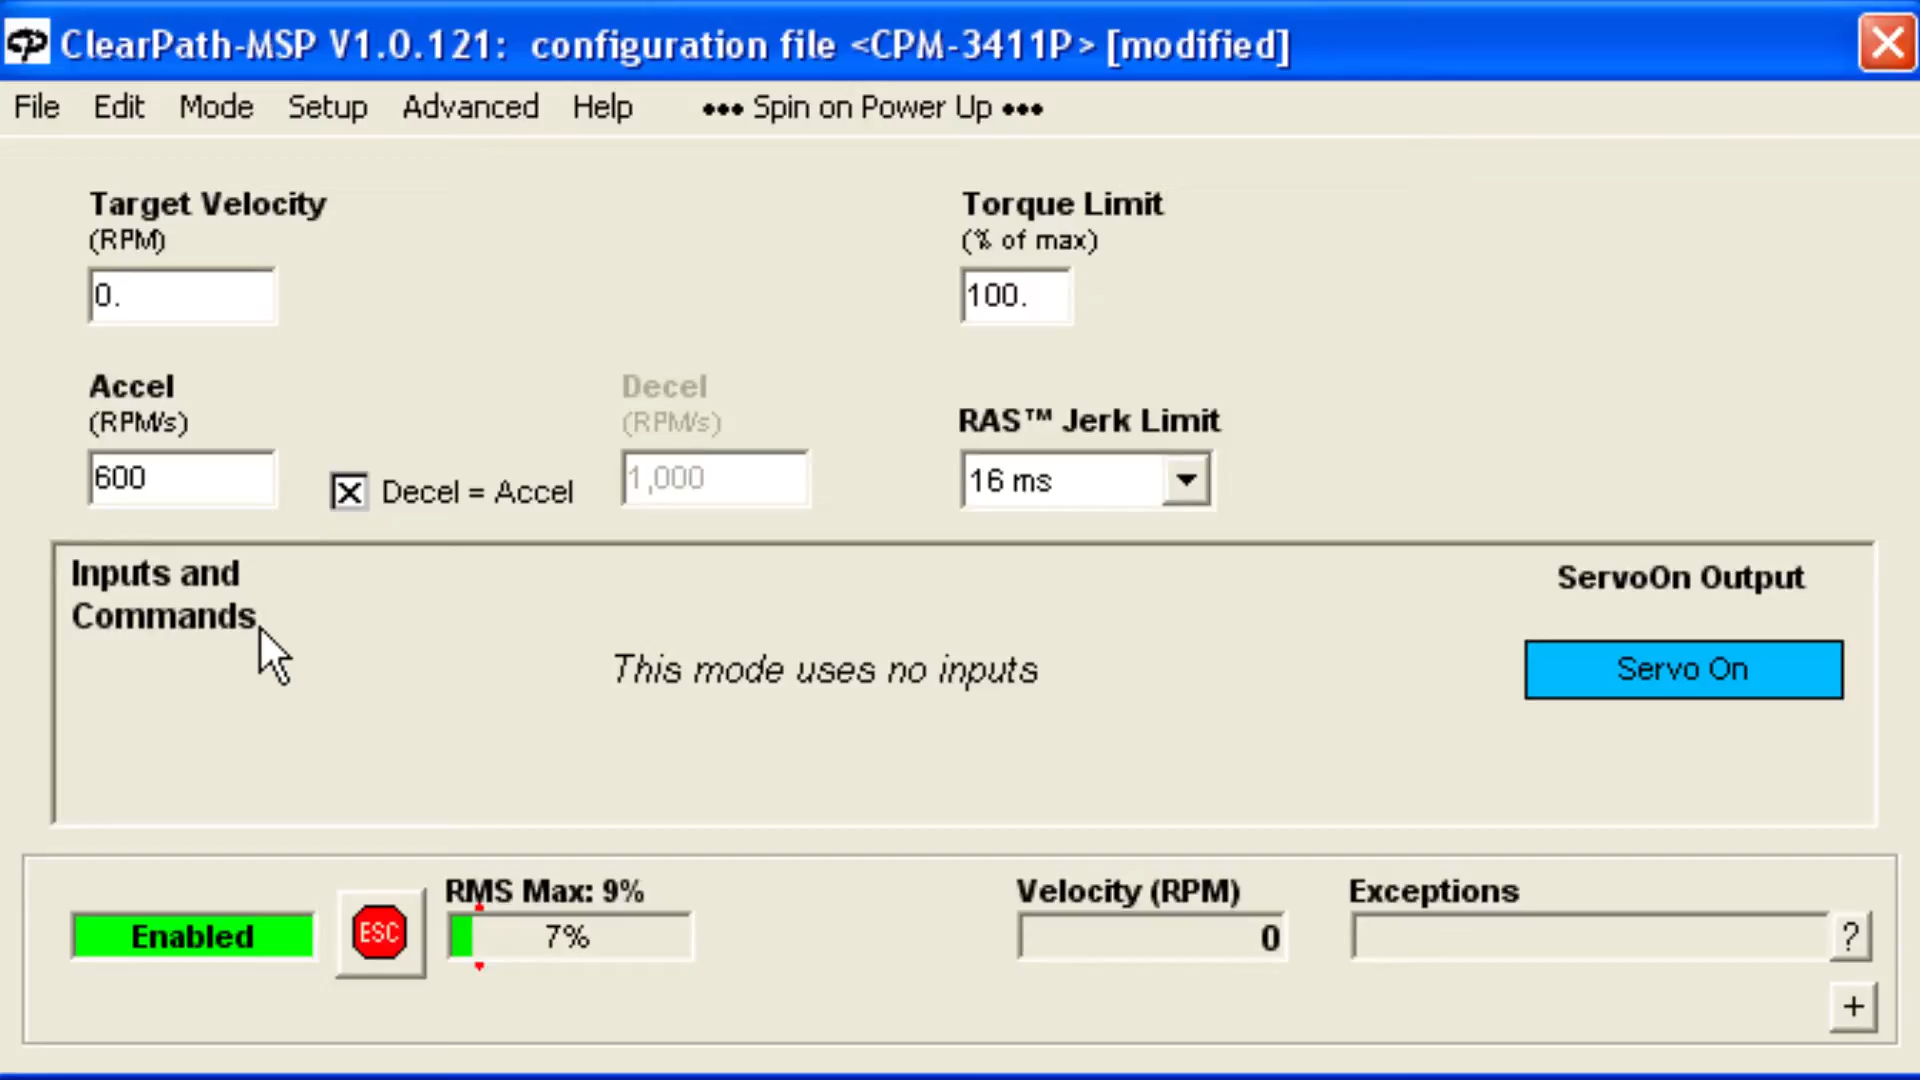 ClearPath-MSP V1.0.121: configuration file <CPM-3411P> [modified]
File Edit Mode Setup Advanced Help ••• Spin on Power Up •••
Target Velocity
(RPM)
0.
Torque Limit
(% of max)
100.
Accel
(RPM/s)
600
Decel = Accel
Decel
(RPM/s)
1,000
RAS™ Jerk Limit
16 ms
Inputs and
Commands
This mode uses no inputs
ServoOn Output
Servo On
Enabled
ESC
RMS Max: 9%
7%
Velocity (RPM)
0
Exceptions
?
+